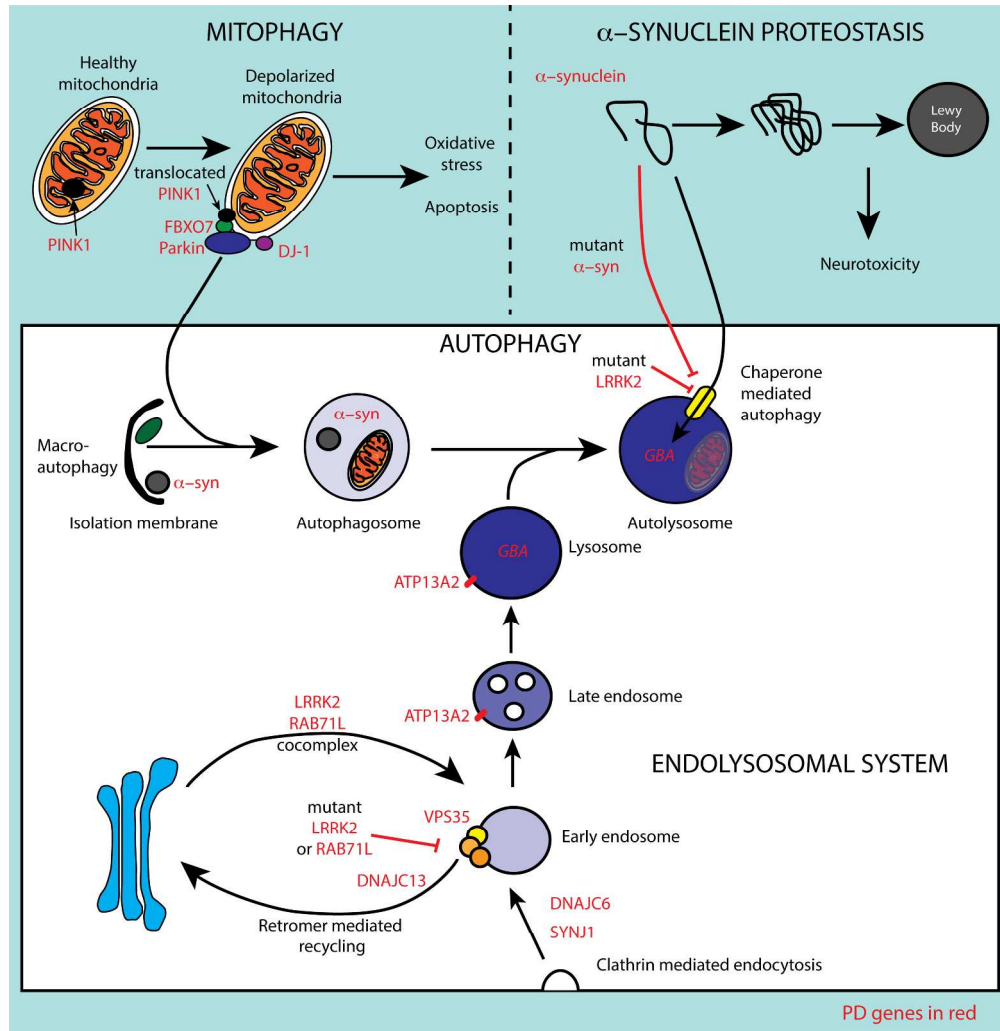 MITOPHAGY
Healthy
mitochondria
Depolarized
mitochondria
translocated
PINK1
PINK1
FBXO7
Parkin
DJ-1
Oxidative
stress
Apoptosis
α-SYNUCLEIN PROTEOSTASIS
α-synuclein
Lewy
Body
mutant
α-syn
Neurotoxicity
AUTOPHAGY
mutant
LRRK2
Chaperone
mediated
autophagy
Macro-
autophagy
α-syn
Isolation membrane
α-syn
Autophagosome
GBA
Autolysosome
GBA
Lysosome
ATP13A2
Late endosome
ATP13A2
LRRK2
RAB71L
cocomplex
ENDOLYSOSOMAL SYSTEM
mutant
LRRK2
or RAB71L
VPS35
Early endosome
DNAJC13
Retromer mediated
recycling
DNAJC6
SYNJ1
Clathrin mediated endocytosis
PD genes in red